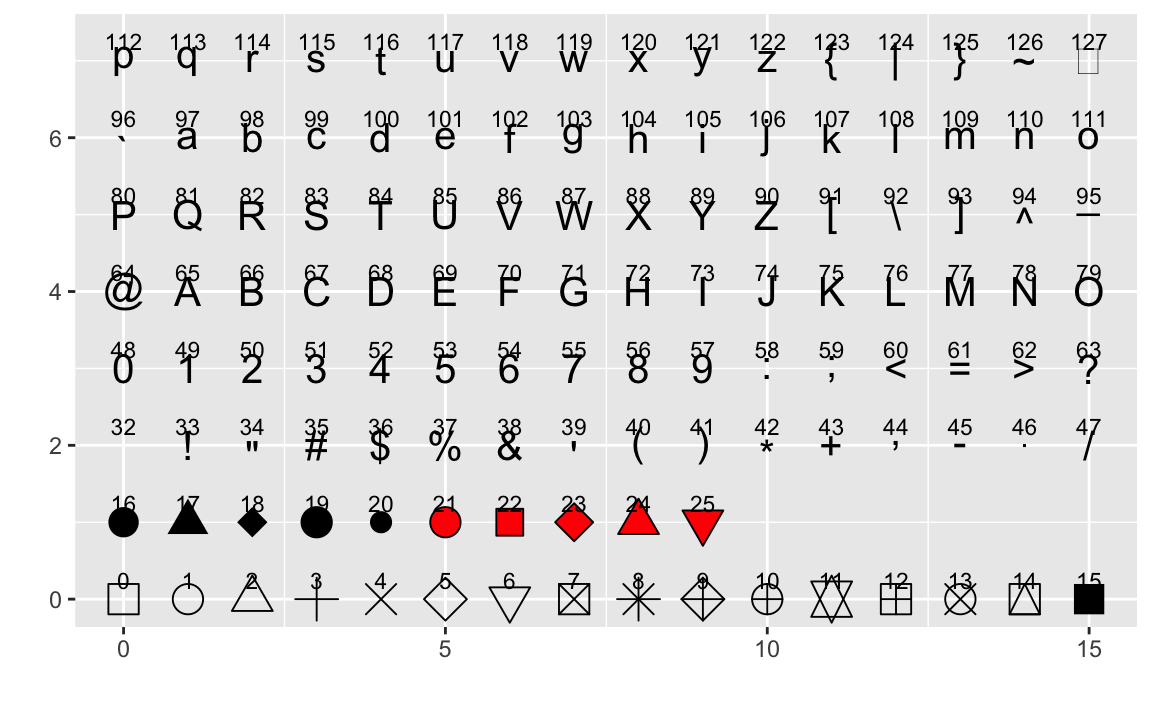 112 113 114 115 116 117 118 119 120 121 122 123 124 125 126 127
p q r s t u v w x y z { | } ~
96 97 98 99 100 101 102 103 104 105 106 107 108 109 110 111
6 ` a b c d e f g h i j k l m n o
80 81 82 83 84 85 86 87 88 89 90 91 92 93 94 95
P Q R S T U V W X Y Z [ \ ] ^ _
64 65 66 67 68 69 70 71 72 73 74 75 76 77 78 79
4 @ A B C D E F G H I J K L M N O
48 49 50 51 52 53 54 55 56 57 58 59 60 61 62 63
0 1 2 3 4 5 6 7 8 9 : ; < = > ?
32 33 34 35 36 37 38 39 40 41 42 43 44 45 46 47
2 ! " # $ % & ' ( ) * + , - . /
16 17 18 19 20 21 22 23 24 25
0 1 2 3 4 5 6 7 8 9 10 11 12 13 14 15
0
0 5 10 15